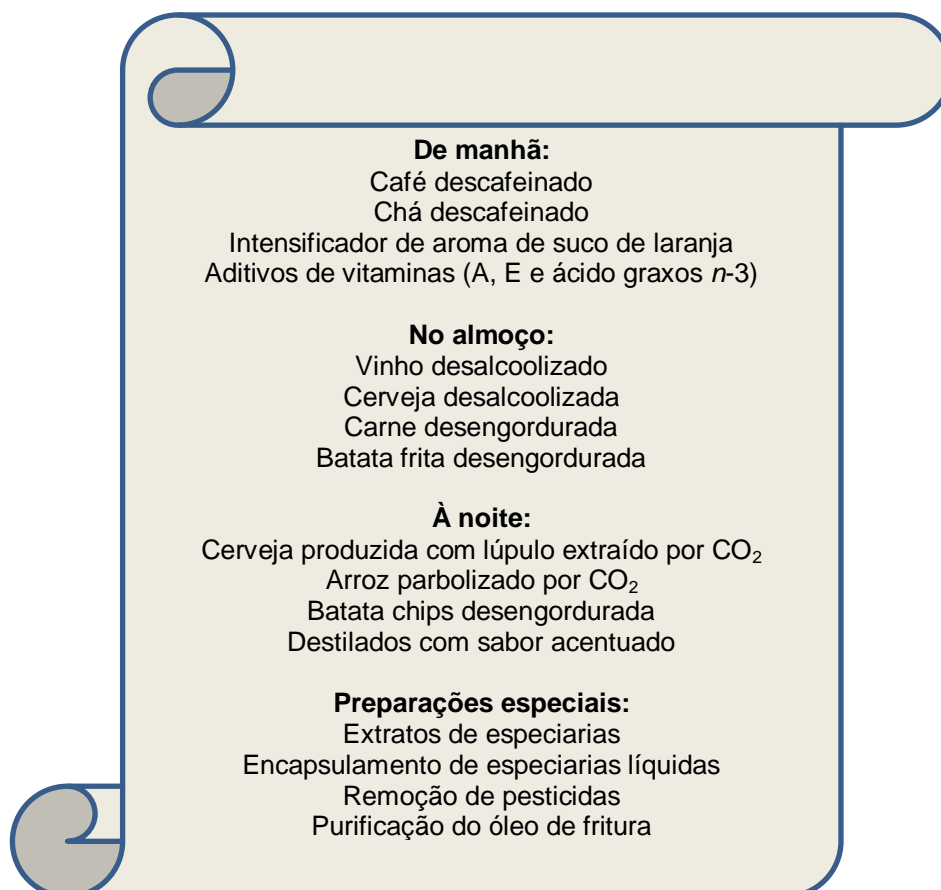 De manhã:
Café descafeinado
Chá descafeinado
Intensificador de aroma de suco de laranja
Aditivos de vitaminas (A, E e ácido graxos n-3)
No almoço:
Vinho desalcoolizado
Cerveja desalcoolizada
Carne desengordurada
Batata frita desengordurada
À noite:
Cerveja produzida com lúpulo extraído por CO₂
Arroz parbolizado por CO₂
Batata chips desengordurada
Destilados com sabor acentuado
Preparações especiais:
Extratos de especiarias
Encapsulamento de especiarias líquidas
Remoção de pesticidas
Purificação do óleo de fritura